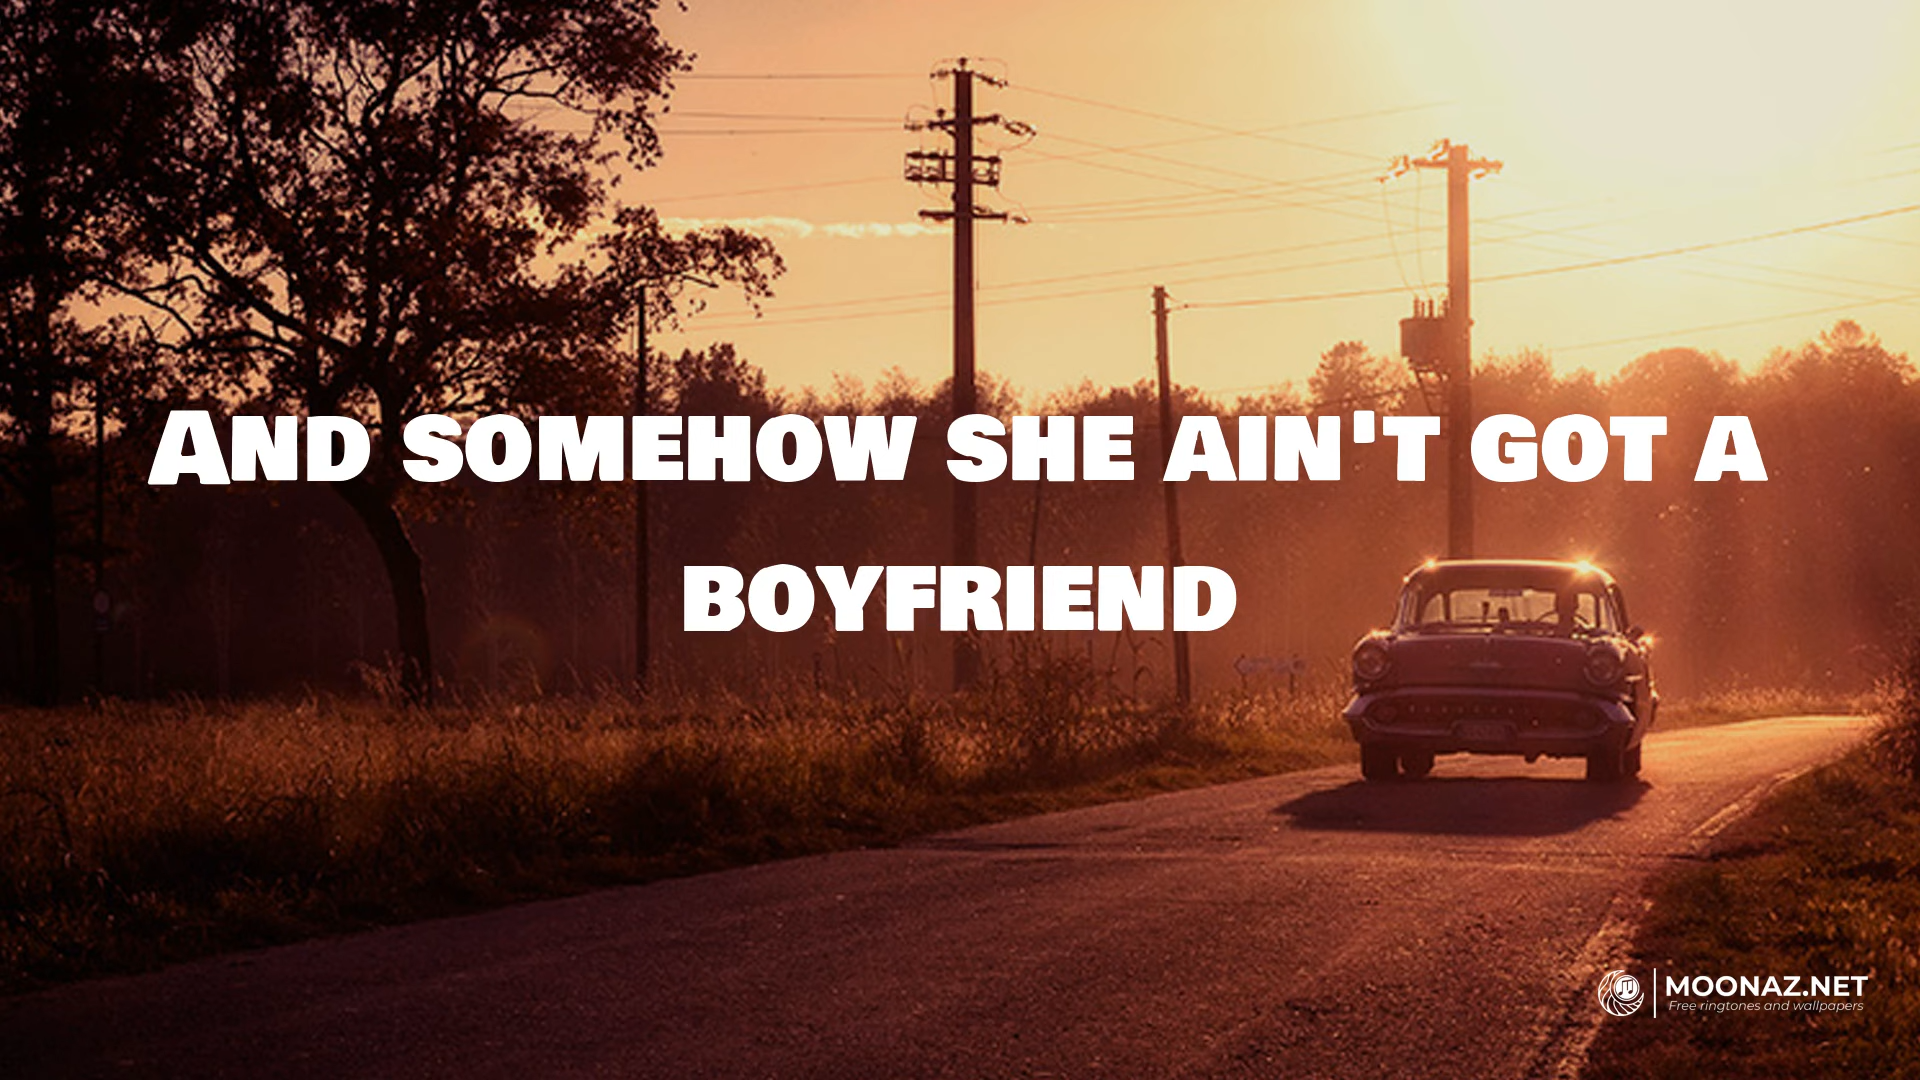 And somehow she ain't got a
boyfriend
MOONAZ.NET
Free ringtones and wallpapers